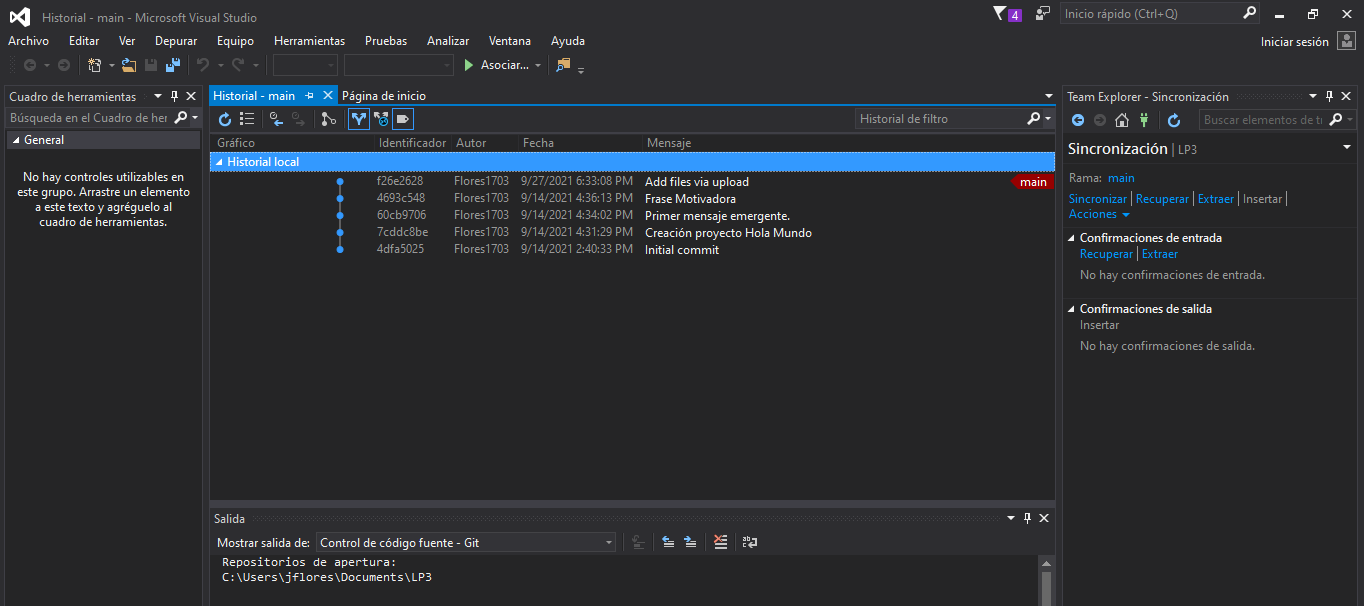 Historial - main - Microsoft Visual Studio
4
Inicio rápido (Ctrl+Q)
Archivo Editar Ver Depurar Equipo Herramientas Pruebas Analizar Ventana Ayuda
Iniciar sesión
Asociar...
Cuadro de herramientas
Búsqueda en el Cuadro de her
General
No hay controles utilizables en
este grupo. Arrastre un elemento
a este texto y agréguelo al
cuadro de herramientas.
Historial - main Página de inicio
Historial de filtro
Gráfico Identificador Autor Fecha Mensaje
Historial local
f26e2628 Flores1703 9/27/2021 6:33:08 PM Add files via upload main
4693c548 Flores1703 9/14/2021 4:36:13 PM Frase Motivadora
60cb9706 Flores1703 9/14/2021 4:34:02 PM Primer mensaje emergente.
7cddc8be Flores1703 9/14/2021 4:31:29 PM Creación proyecto Hola Mundo
4dfa5025 Flores1703 9/14/2021 2:40:33 PM Initial commit
Salida
Mostrar salida de: Control de código fuente - Git
Repositorios de apertura:
C:\Users\jflores\Documents\LP3
Team Explorer - Sincronización
Buscar elementos de t
Sincronización | LP3
Rama: main
Sincronizar | Recuperar | Extraer | Insertar |
Acciones
Confirmaciones de entrada
Recuperar | Extraer
No hay confirmaciones de entrada.
Confirmaciones de salida
Insertar
No hay confirmaciones de salida.